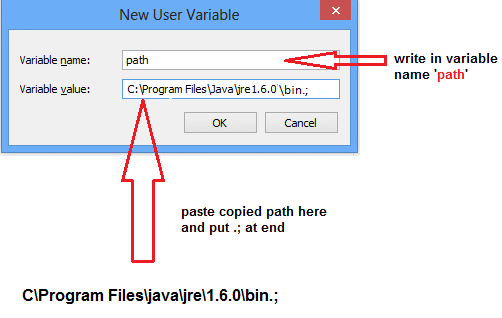 New User Variable
Variable name:
path
write in variable
name 'path'
Variable value:
C:\Program Files\Java\jre1.6.0\bin.;
OK
Cancel
paste copied path here
and put .; at end
C\Program Files\java\jre\1.6.0\bin.;